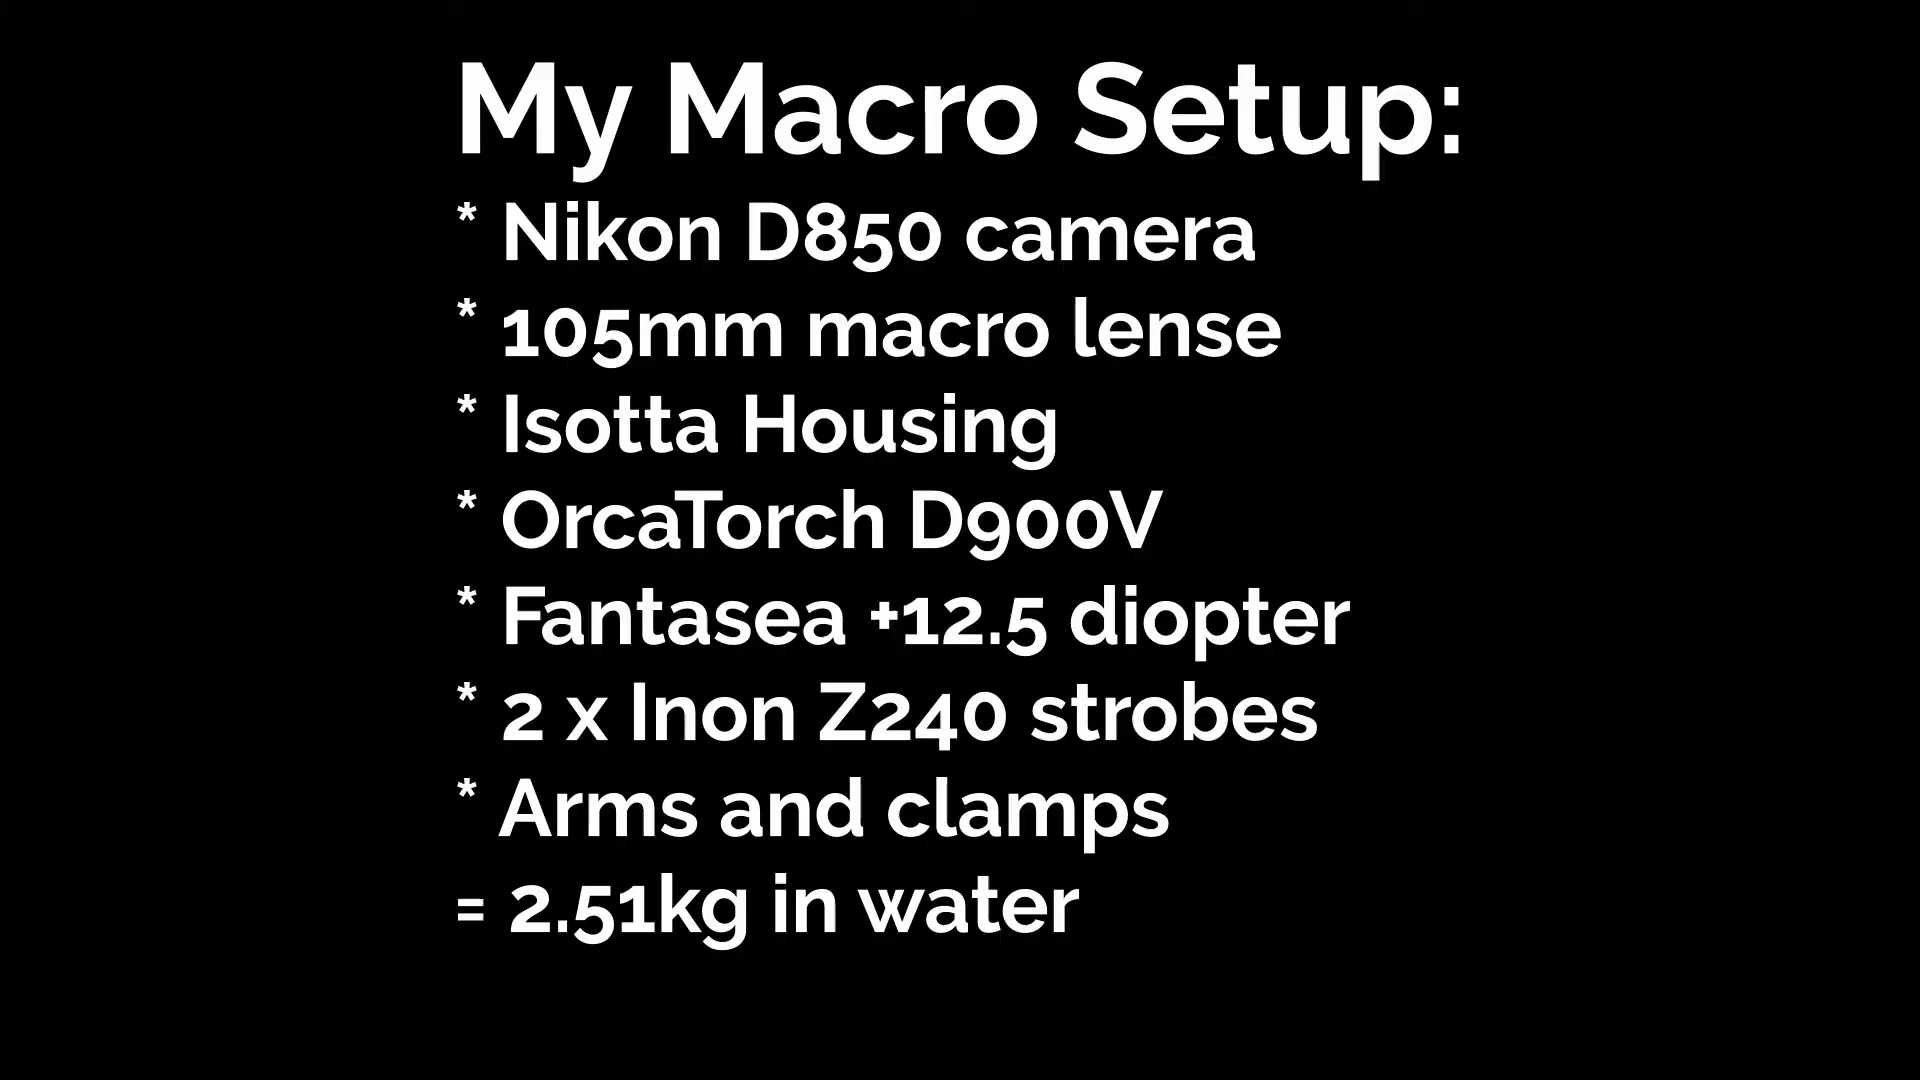 My Macro Setup:
* Nikon D850 camera
* 105mm macro lense
* Isotta Housing
* OrcaTorch D900V
* Fantasea +12.5 diopter
* 2 x Inon Z240 strobes
* Arms and clamps
= 2.51kg in water